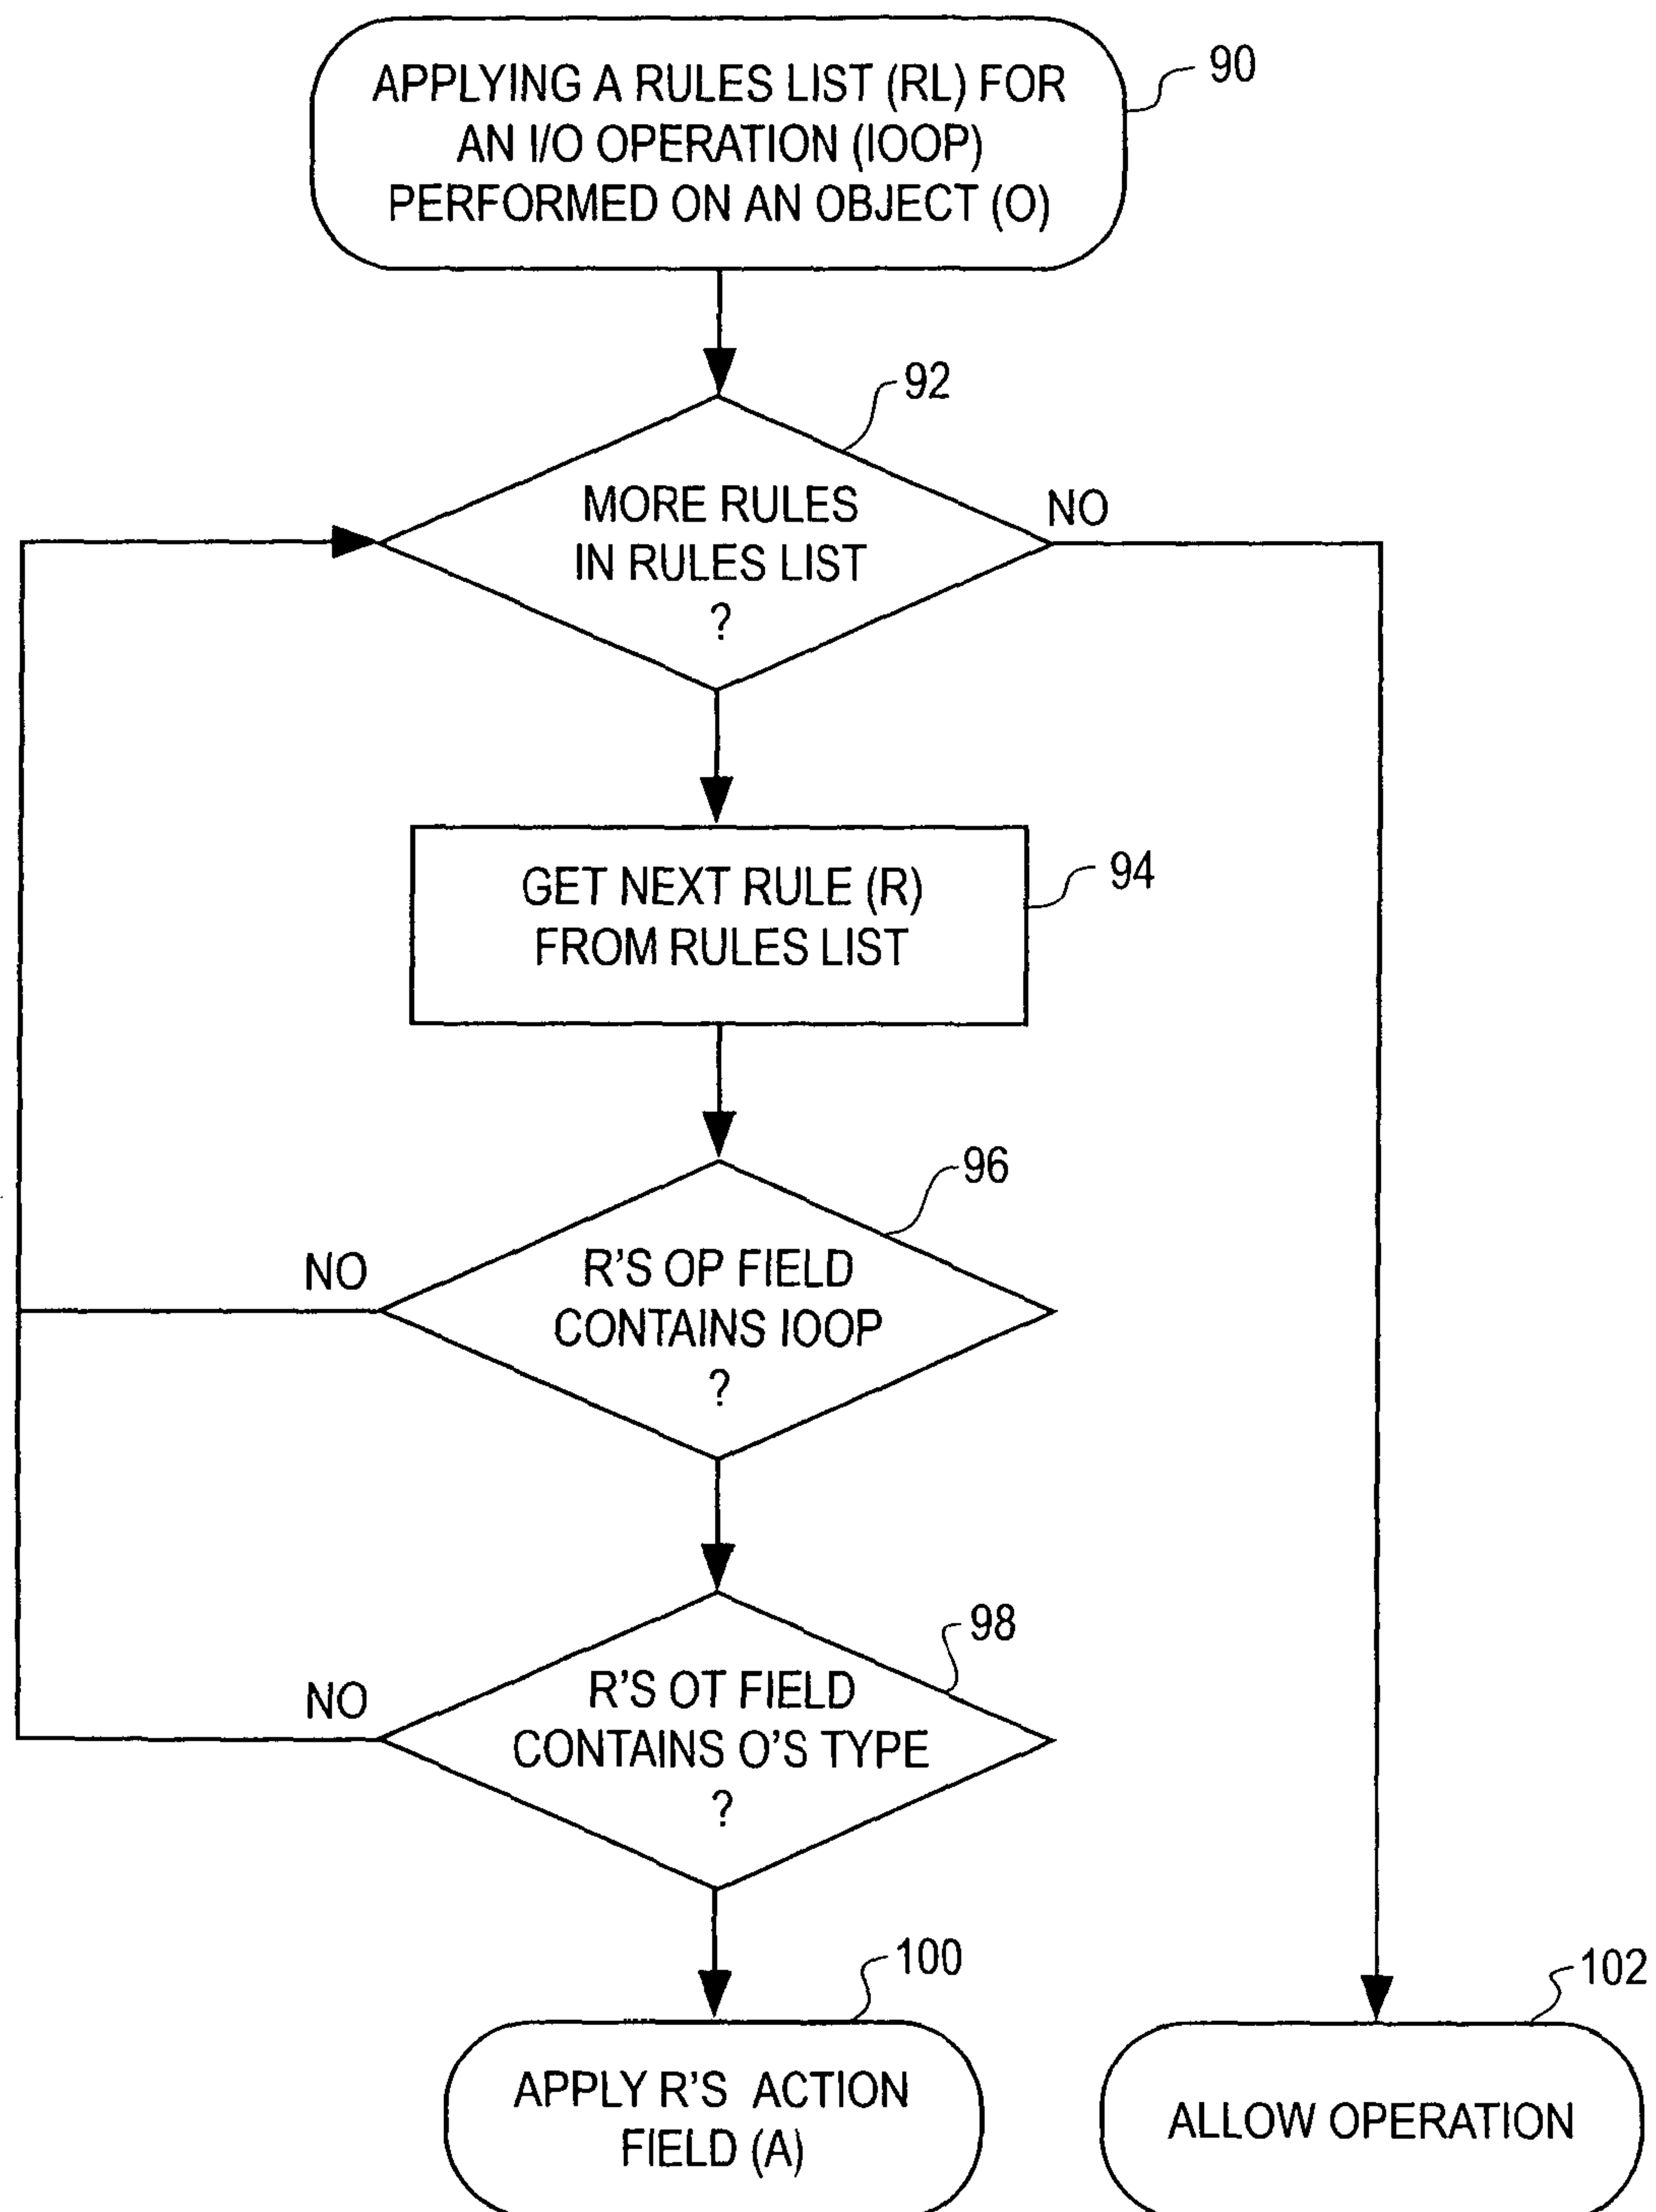 APPLYING A RULES LIST (RL) FOR
AN I/O OPERATION (IOOP)
PERFORMED ON AN OBJECT (O)
90
92
MORE RULES
IN RULES LIST
?
NO
GET NEXT RULE (R)
FROM RULES LIST
94
96
R'S OP FIELD
CONTAINS IOOP
?
NO
98
R'S OT FIELD
CONTAINS O'S TYPE
?
NO
100
APPLY R'S ACTION
FIELD (A)
102
ALLOW OPERATION